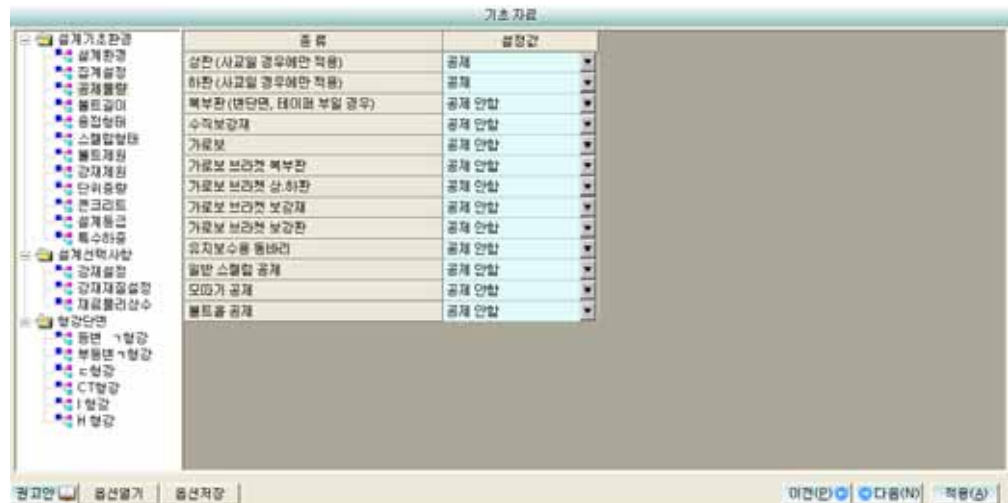 기초자료
설계기초환경
설계환경
집계설정
공제물량
볼트길이
용접형태
스캘럽형태
볼트제원
강재제원
단위중량
콘크리트
설계등급
특수하중
설계선택사항
강재설정
강재재질설정
재료물리상수
형강단면
등변 ㄱ형강
부등변ㄱ형강
ㄷ형강
CT형강
I 형강
H 형강
종 류 설정값
상판(사교일 경우에만 적용) 공제
하판(사교일 경우에만 적용) 공제
복부판(변단면, 테이퍼 부일 경우) 공제 안함
수직보강재 공제 안함
가로보 공제 안함
가로보 브라켓 복부판 공제 안함
가로보 브라켓 상.하판 공제 안함
가로보 브라켓 보강재 공제 안함
가로보 브라켓 보강판 공제 안함
유지보수용 동바리 공제 안함
일반 스캘럽 공제 공제 안함
모따기 공제 공제 안함
볼트홀 공제 공제 안함
권고안 옵션열기 옵션저장 이전(P) 다음(N) 적용(A)